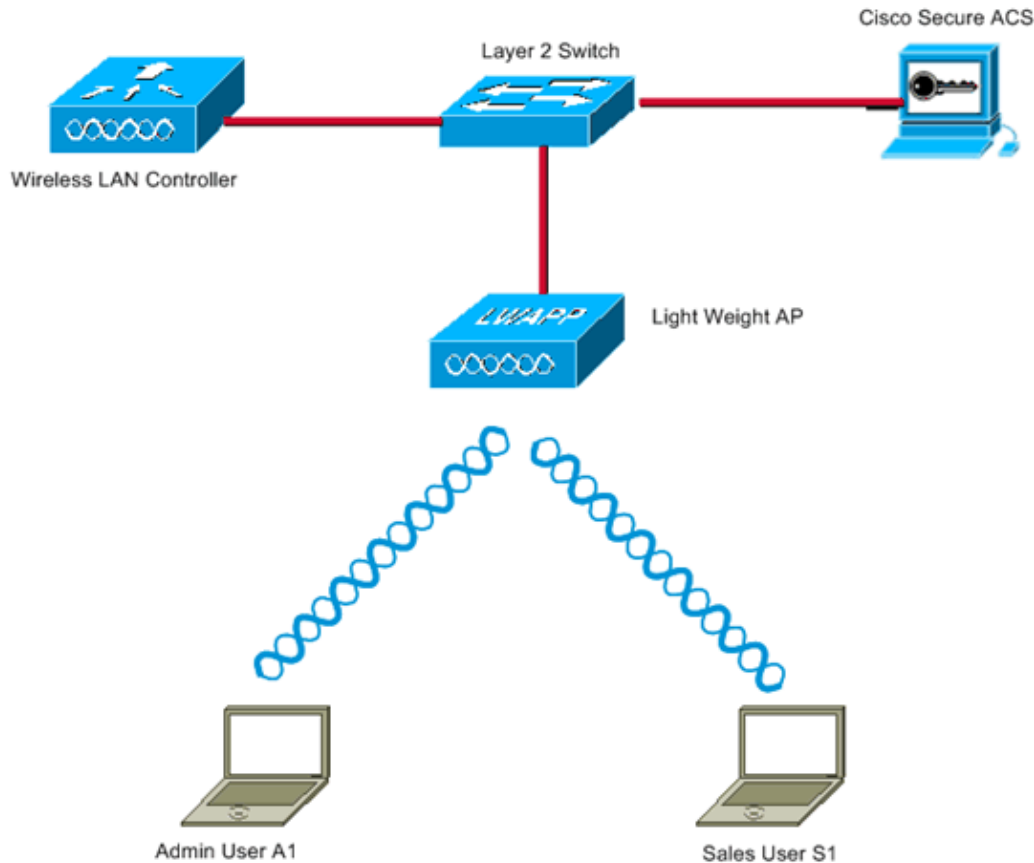 Cisco Secure ACS
Layer 2 Switch
Wireless LAN Controller
LWAPP
Light Weight AP
Admin User A1
Sales User S1